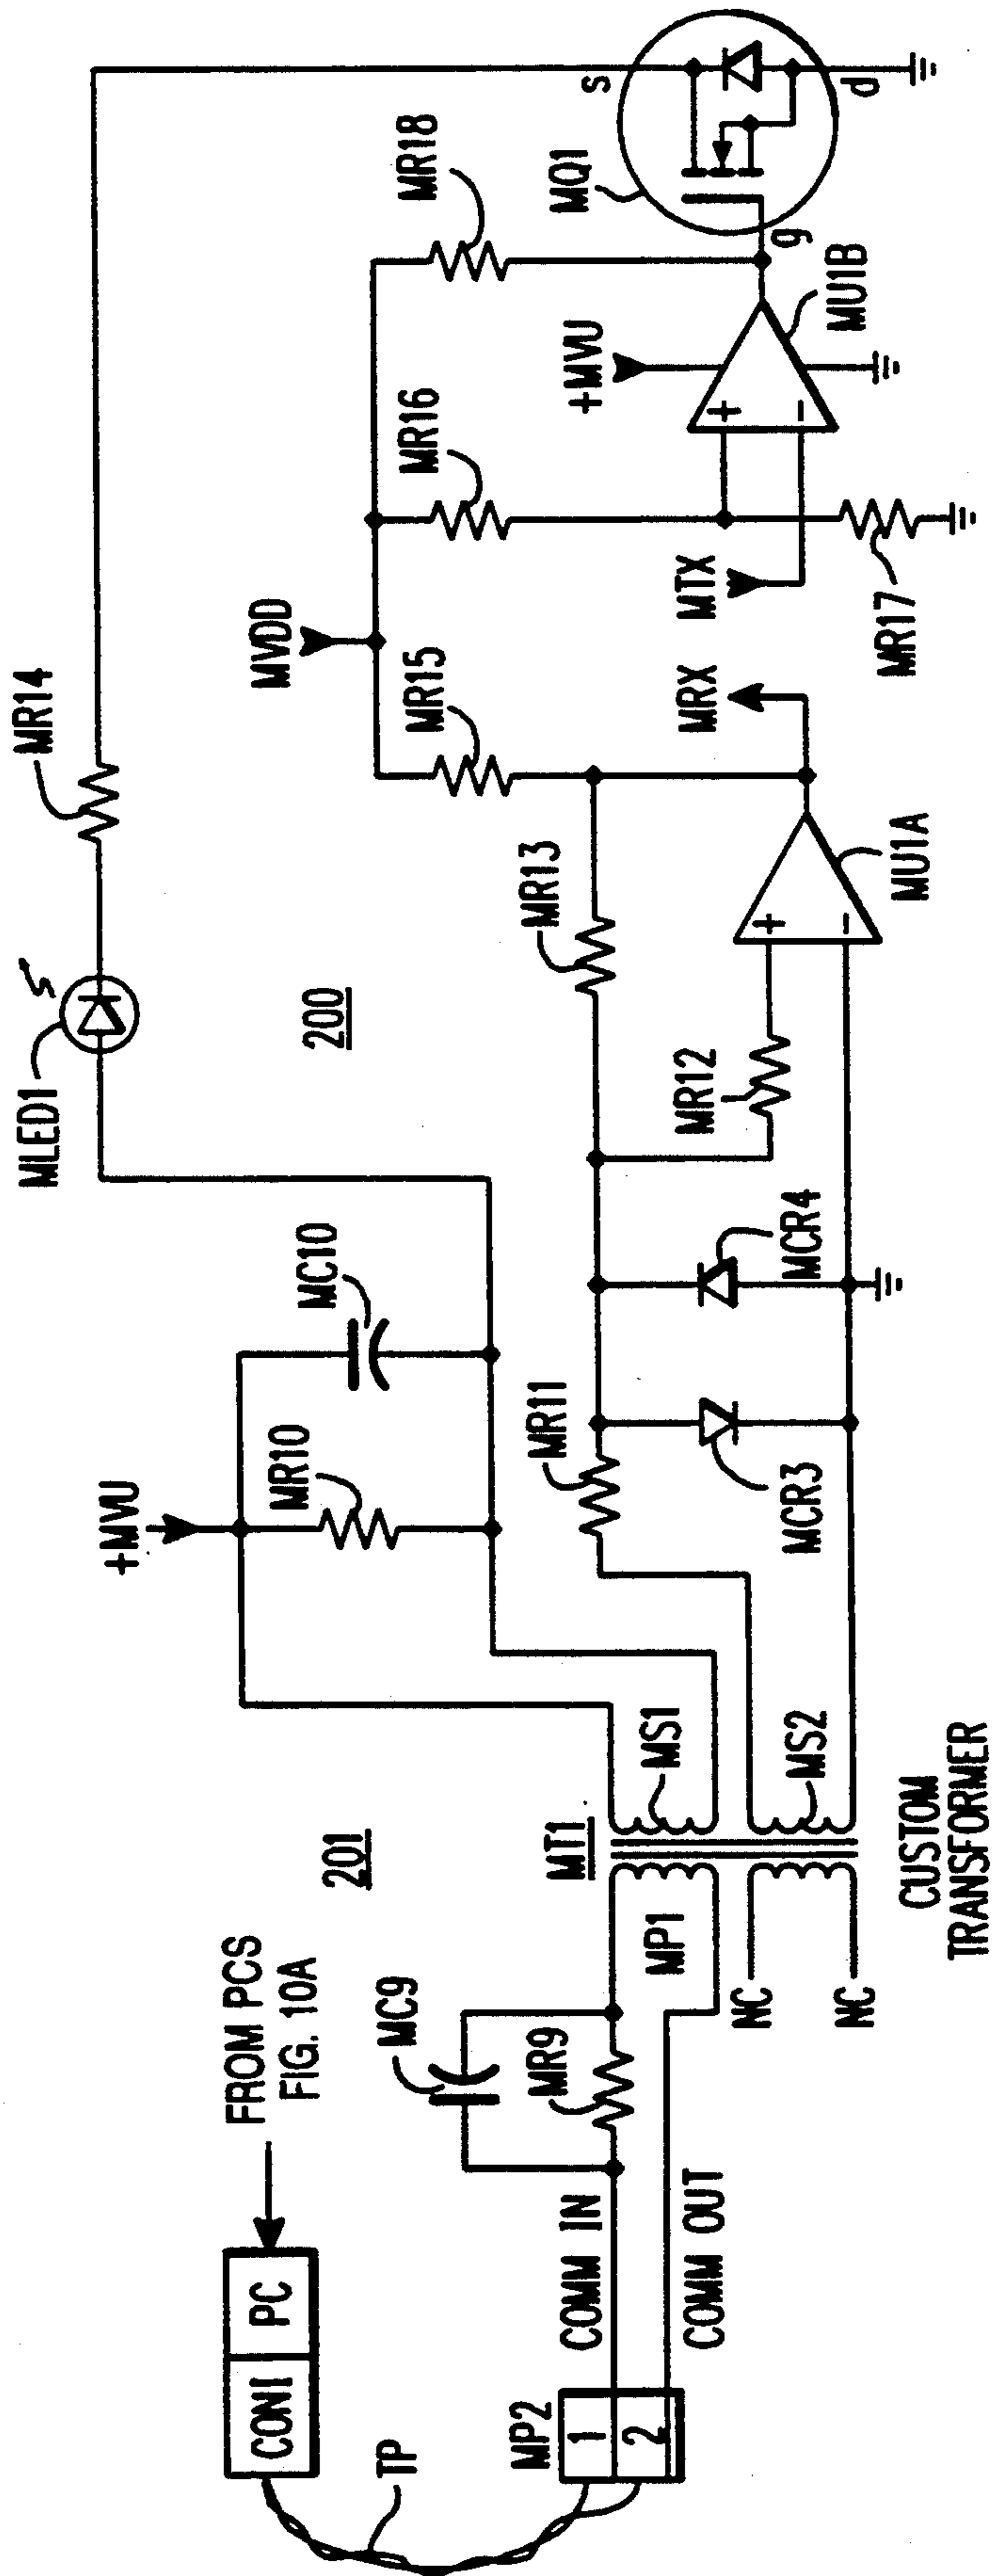 MLED1
MR14
+MVU
MR10
MC10
200
MVDD
MR15
MR16
MR18
MQ1
s
d
g
+MVU
MU1B
+
-
MTX
MR17
MRX
MR13
MR12
+
-
MU1A
MR11
MCR3
MCR4
201
FROM PCS
FIG. 10A
CON1 PC
TP
MP2
1
2
COMM IN
COMM OUT
MC9
MR9
MP1
MT1
MS1
MS2
NC
NC
CUSTOM
TRANSFORMER